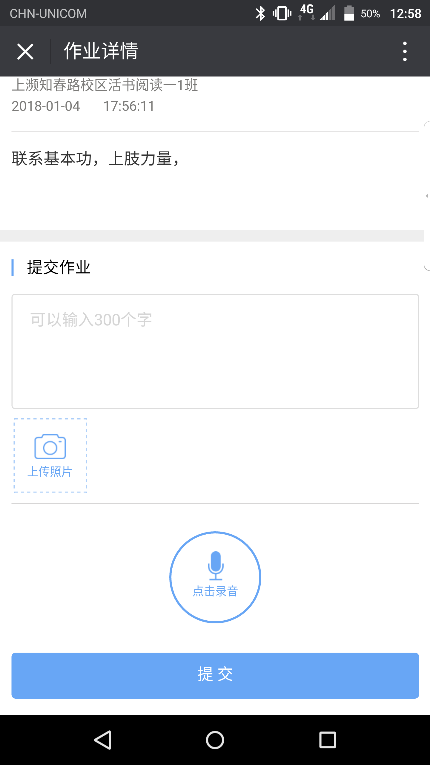 CHN-UNICOM 4G 50% 12:58
作业详情
上濒知春路校区活书阅读一1班
2018-01-04 17:56:11
联系基本功，上肢力量，
提交作业
可以输入300个字
上传照片
点击录音
提 交